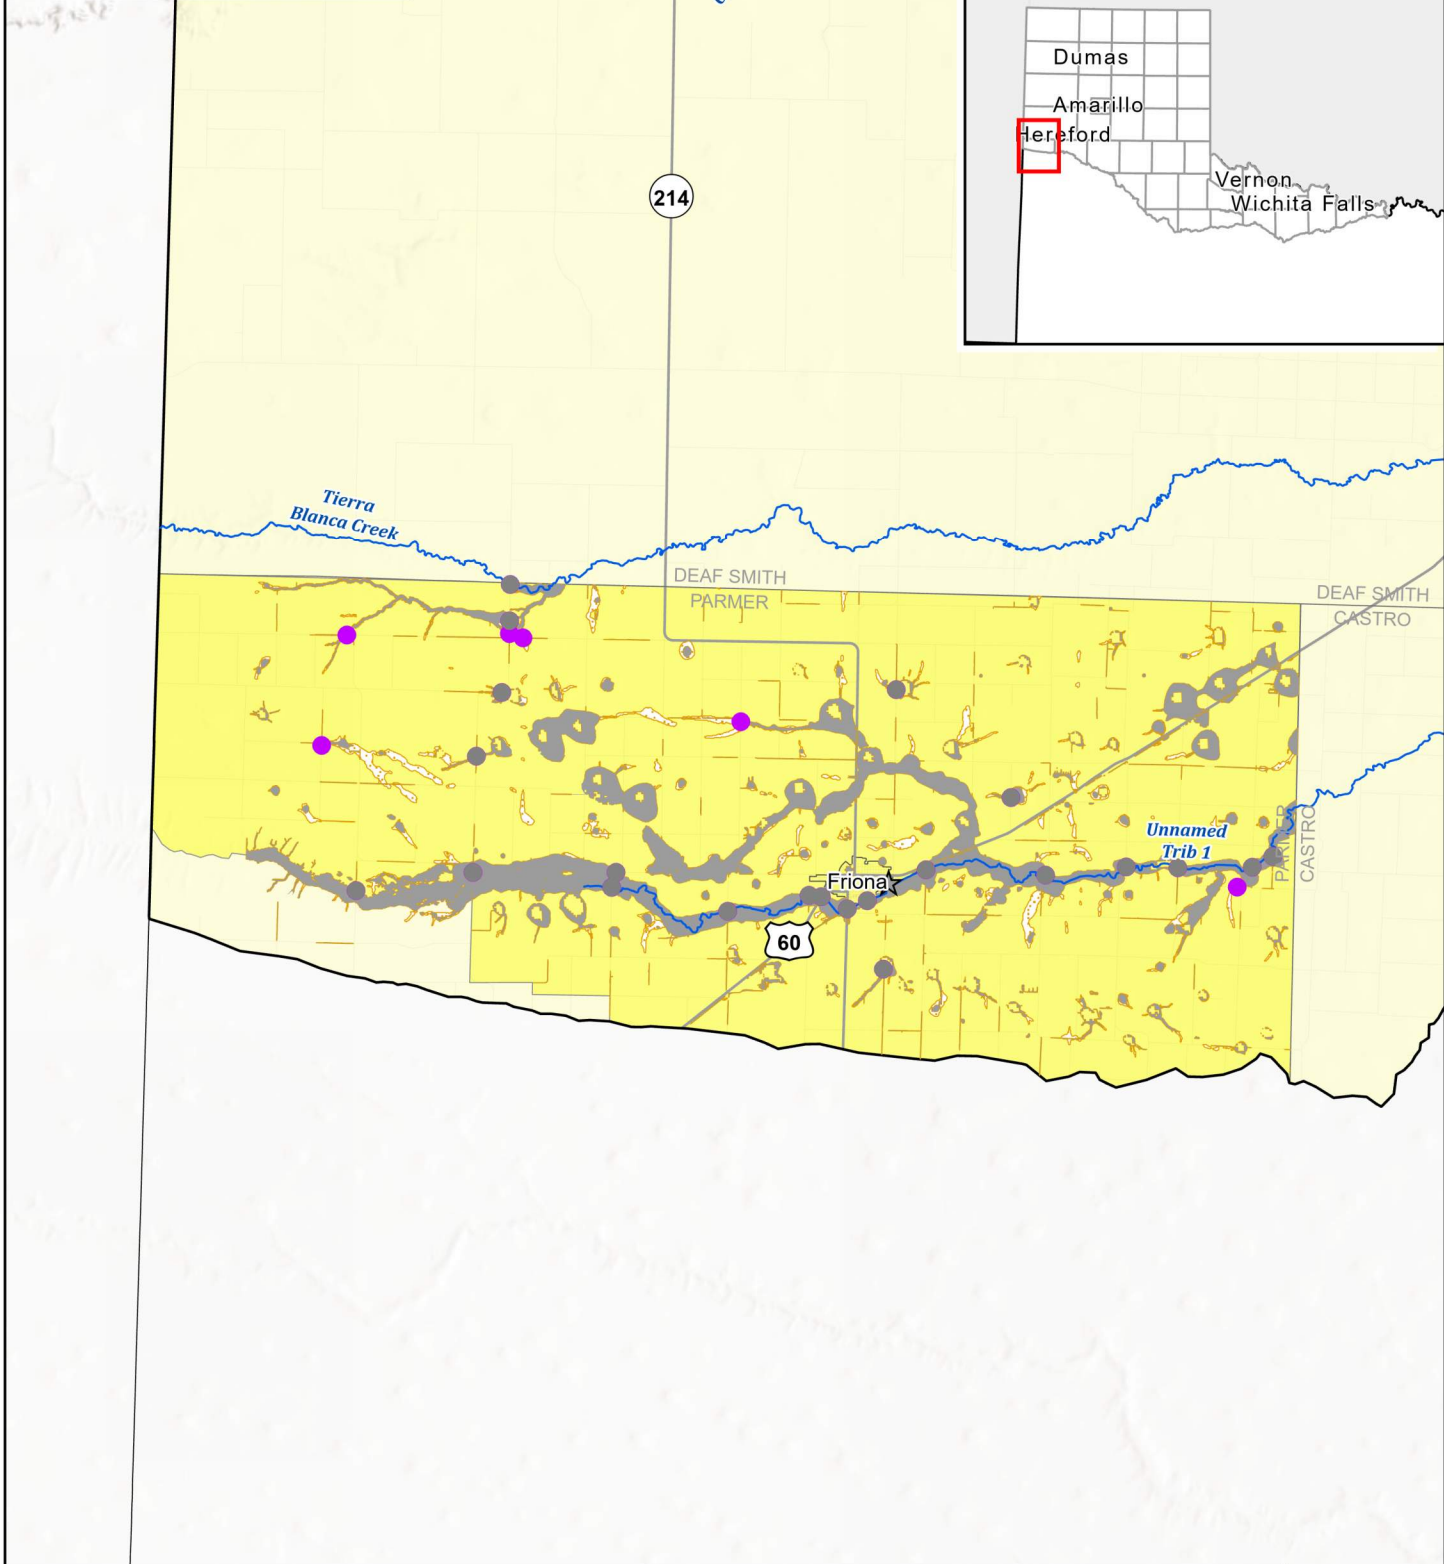 Dumas
Amarillo
Hereford
Vernon
Wichita Falls
214
Tierra
Blanca Creek
DEAF SMITH
PARMER
DEAF SMITH
CASTRO
Unnamed
Trib 1
PARMER
CASTRO
Friona
60